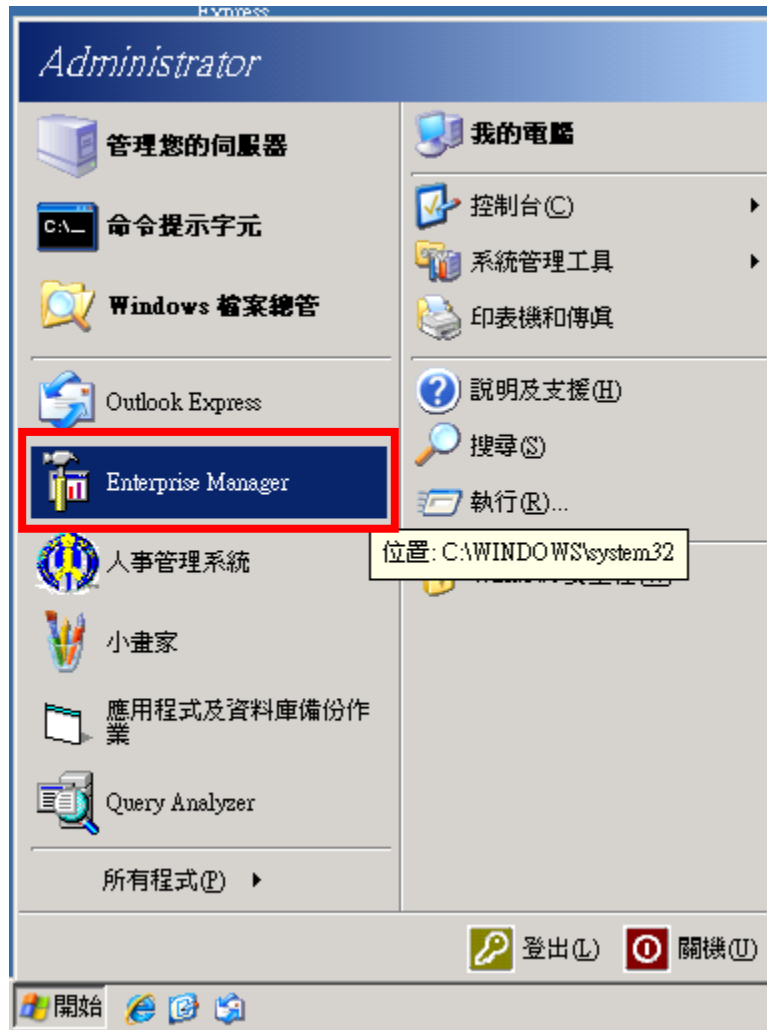 Express
Administrator
管理您的伺服器
命令提示字元
Windows 檔案總管
Outlook Express
Enterprise Manager
人事管理系統
小畫家
應用程式及資料庫備份作
業
Query Analyzer
所有程式(P)
我的電腦
控制台(C)
系統管理工具
印表機和傳真
說明及支援(H)
搜尋(S)
執行(R)...
位置: C:\WINDOWS\system32
登出(L)
關機(U)
開始
C:\_